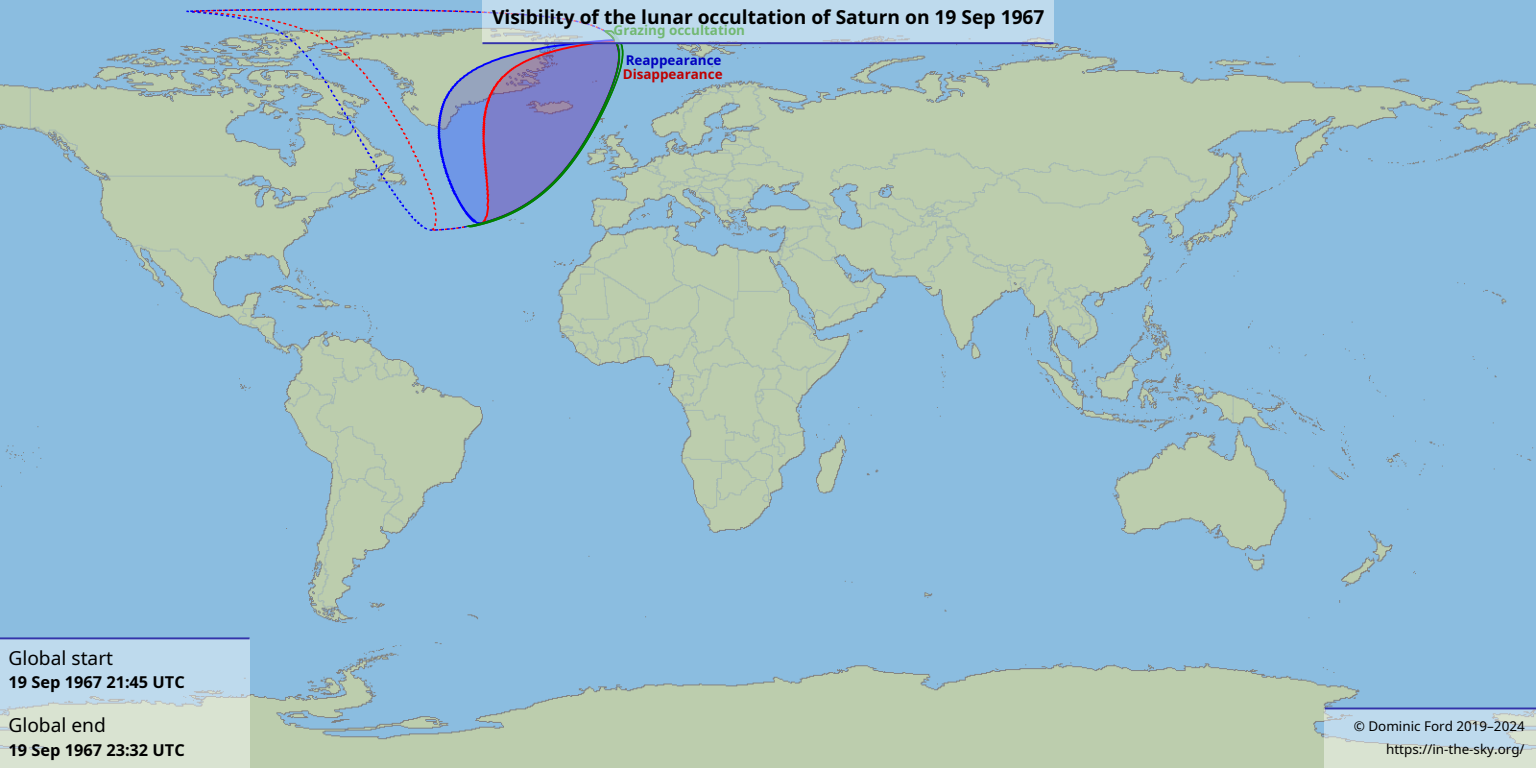 Visibility of the lunar occultation of Saturn on 19 Sep 1967
Grazing occultation
Reappearance
Disappearance
Global start
19 Sep 1967 21:45 UTC
Global end
19 Sep 1967 23:32 UTC
© Dominic Ford 2019–2024
https://in-the-sky.org/